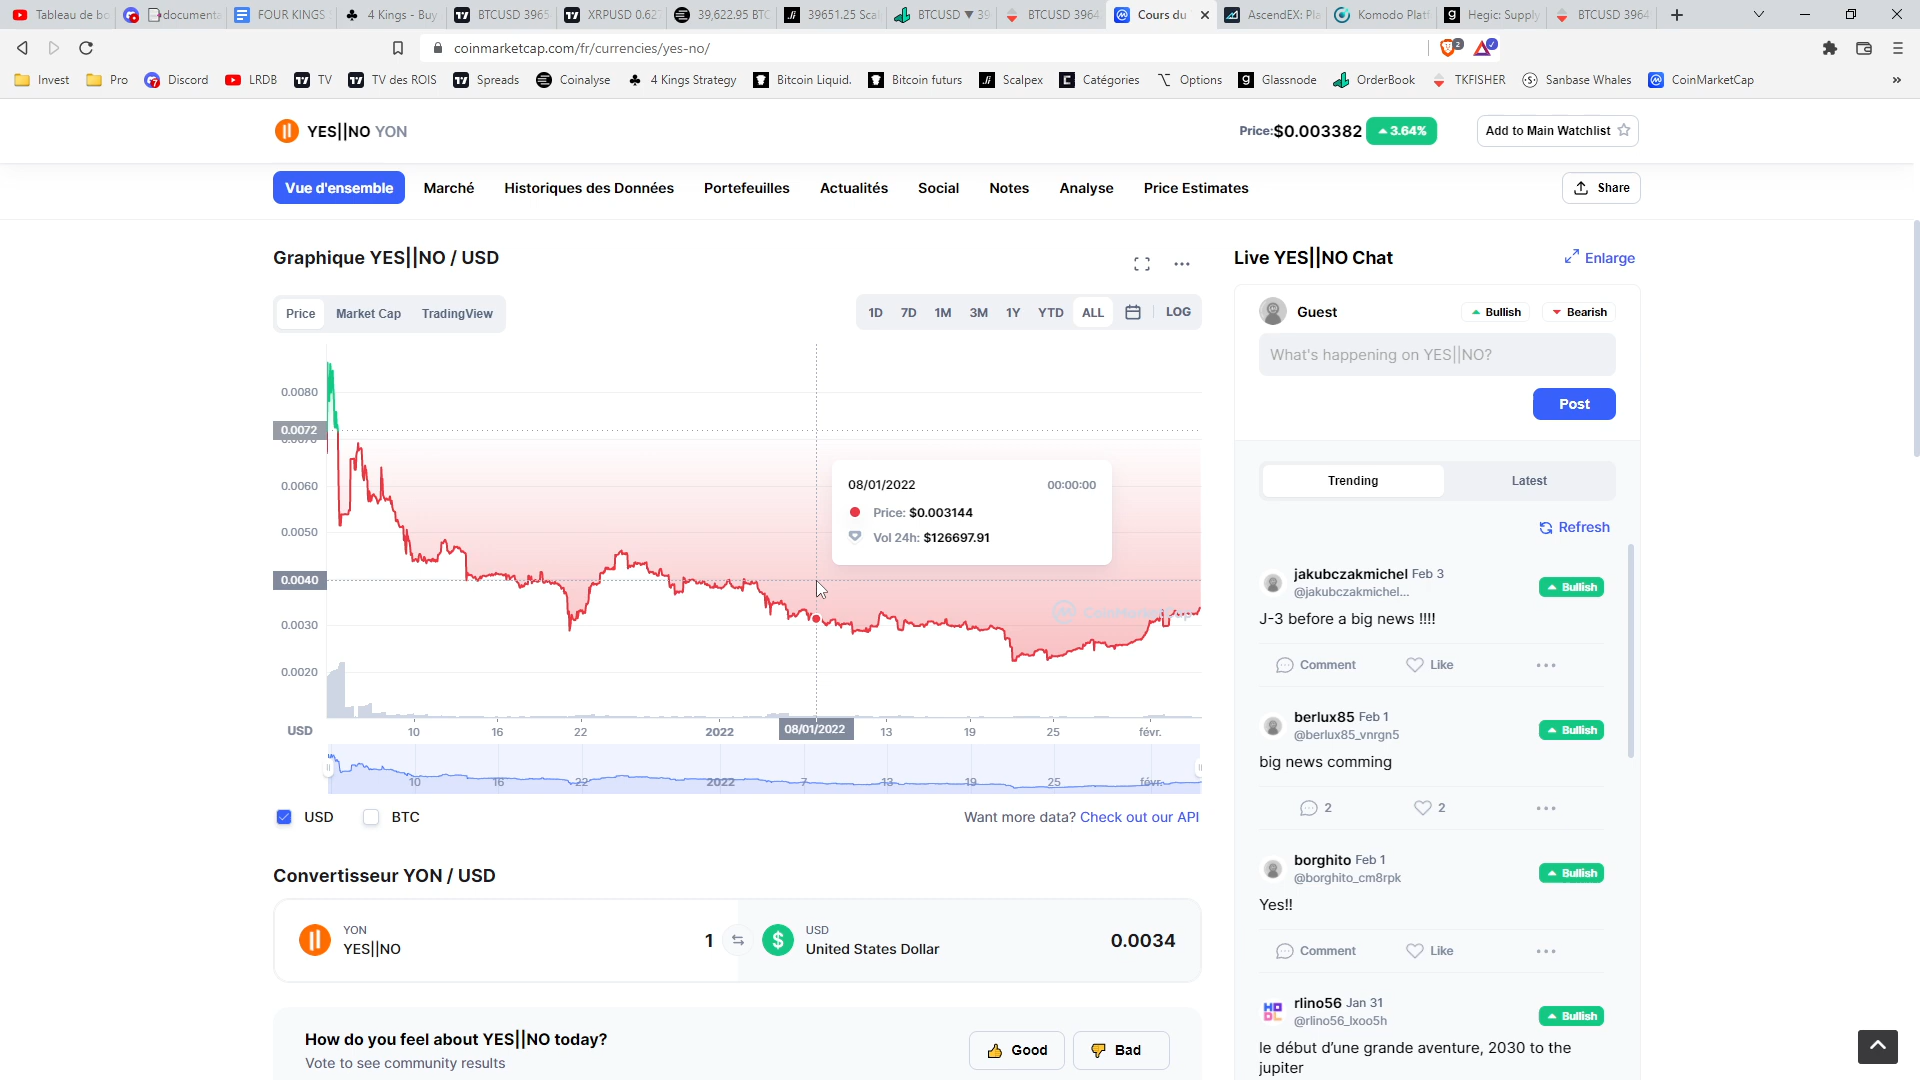 Tableau de bo
documenta
FOUR KINGS
4 Kings - Buy
BTCUSD 3965
XRPUSD 0.627
39,622.95 BTC
39651.25 Scal
BTCUSD ▼ 39
BTCUSD 3964
Cours du
AscendEX: Pla
Komodo Platf
Hegic: Supply
BTCUSD 3964
coinmarketcap.com/fr/currencies/yes-no/
Invest
Pro
Discord
LRDB
TV
TV des ROIS
Spreads
Coinalyse
4 Kings Strategy
Bitcoin Liquid.
Bitcoin futurs
Scalpex
Catégories
Options
Glassnode
OrderBook
TKFISHER
Sanbase Whales
CoinMarketCap
YES||NO YON
Price:$0.003382
3.64%
Add to Main Watchlist
Vue d'ensemble
Marché
Historiques des Données
Portefeuilles
Actualités
Social
Notes
Analyse
Price Estimates
Share
Graphique YES||NO / USD
Price
Market Cap
TradingView
1D
7D
1M
3M
1Y
YTD
ALL
LOG
0.0080
0.0072
0.0060
0.0050
0.0040
0.0030
0.0020
08/01/2022
00:00:00
Price: $0.003144
Vol 24h: $126697.91
USD
10
16
22
2022
08/01/2022
13
19
25
févr.
10
16
22
2022
7
13
19
25
févr.
USD
BTC
Want more data? Check out our API
Convertisseur YON / USD
YON
YES||NO
1
USD
United States Dollar
0.0034
How do you feel about YES||NO today?
Vote to see community results
Good
Bad
Live YES||NO Chat
Enlarge
Guest
Bullish
Bearish
What's happening on YES||NO?
Post
Trending
Latest
Refresh
jakubczakmichel Feb 3
@jakubczakmichel...
Bullish
J-3 before a big news !!!!
Comment
Like
berlux85 Feb 1
@berlux85_vnrgn5
Bullish
big news comming
2
2
borghito Feb 1
@borghito_cm8rpk
Bullish
Yes!!
Comment
Like
rlino56 Jan 31
@rlino56_lxoo5h
Bullish
le début d'une grande aventure, 2030 to the
jupiter